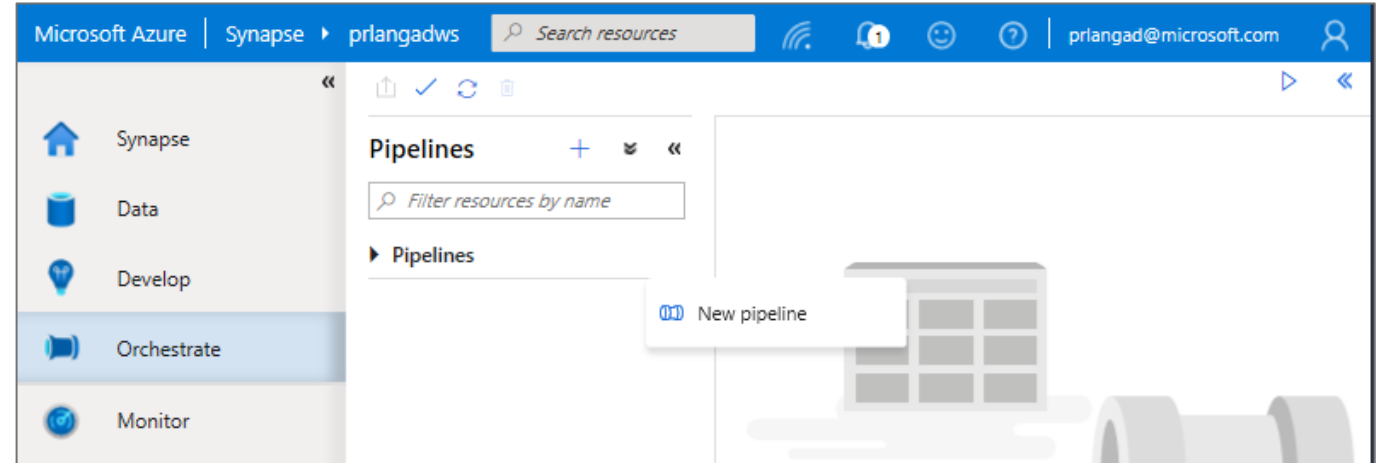 Microsoft Azure | Synapse prlangadws Search resources 1 prlangad@microsoft.com
Synapse
Pipelines
Filter resources by name
Data
Pipelines
Develop
New pipeline
Orchestrate
Monitor